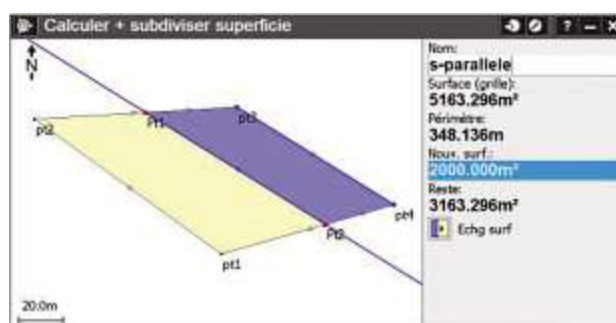 Calculer + subdiviser superficie
? – X
N
pt2
Pt1
pt3
pt4
Pt2
pt1
20.0m
Nom:
s-parallele
Surface (grille):
5163.296m²
Périmètre:
348.136m
Nouv. surf.:
2000.000m²
Reste:
3163.296m²
Echg surf